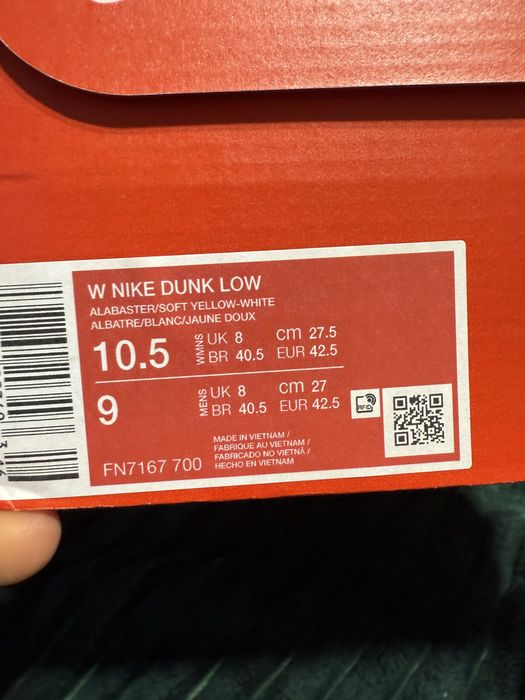 W NIKE DUNK LOW
ALABASTER/SOFT YELLOW-WHITE
ALBATRE/BLANC/JAUNE DOUX
10.5 WMNS UK 8 CM 27.5
BR 40.5 EUR 42.5
9 MENS UK 8 CM 27
BR 40.5 EUR 42.5
RFID
FN7167 700
MADE IN VIETNAM /
FABRIQUE AU VIETNAM /
FABRICADO NO VIETNÃ /
HECHO EN VIETNAM